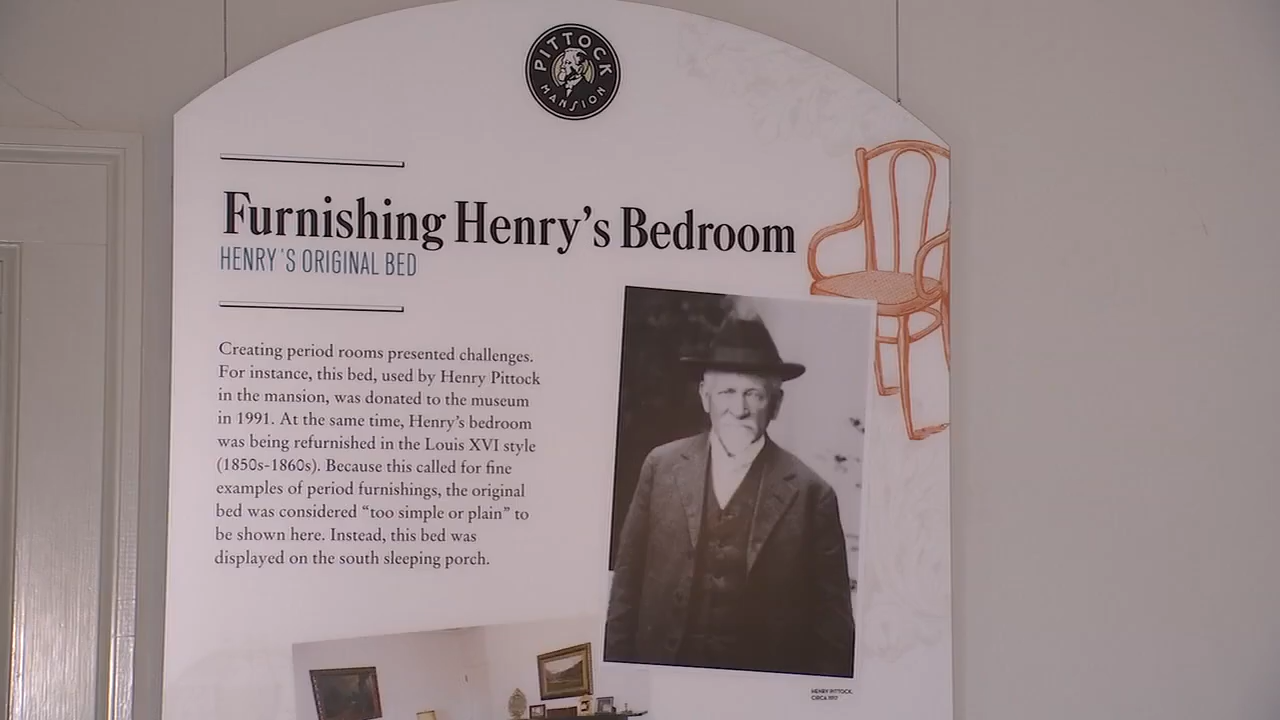 PITTOCK
MANSION
Furnishing Henry's Bedroom
HENRY'S ORIGINAL BED
Creating period rooms presented challenges.
For instance, this bed, used by Henry Pittock
in the mansion, was donated to the museum
in 1991. At the same time, Henry's bedroom
was being refurnished in the Louis XVI style
(1850s-1860s). Because this called for fine
examples of period furnishings, the original
bed was considered “too simple or plain” to
be shown here. Instead, this bed was
displayed on the south sleeping porch.
HENRY PITTOCK,
CIRCA